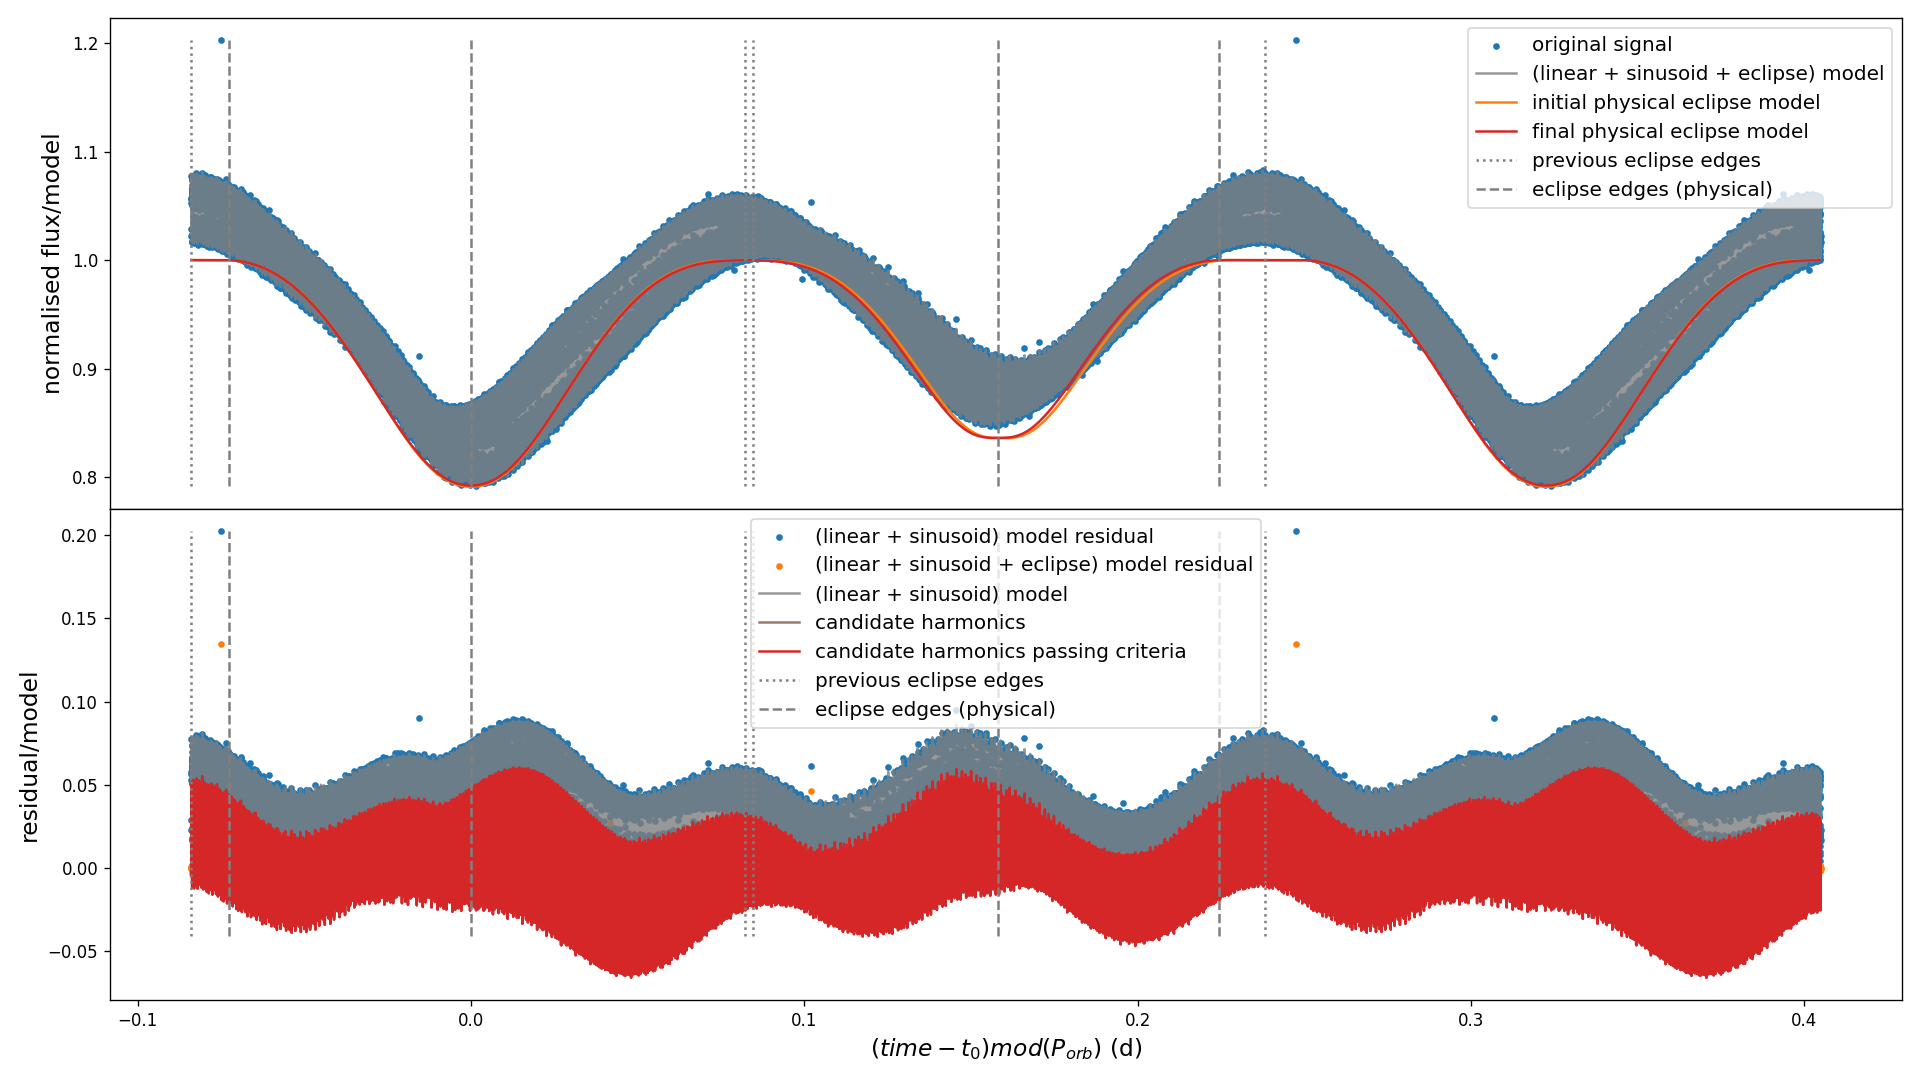 normalised flux/model
1.2
1.1
1.0
0.9
0.8
original signal
(linear + sinusoid + eclipse) model
initial physical eclipse model
final physical eclipse model
previous eclipse edges
eclipse edges (physical)
residual/model
0.20
0.15
0.10
0.05
0.00
−0.05
(linear + sinusoid) model residual
(linear + sinusoid + eclipse) model residual
(linear + sinusoid) model
candidate harmonics
candidate harmonics passing criteria
previous eclipse edges
eclipse edges (physical)
−0.1 0.0 0.1 0.2 0.3 0.4
(time − t₀)mod(Pₒᵣb) (d)